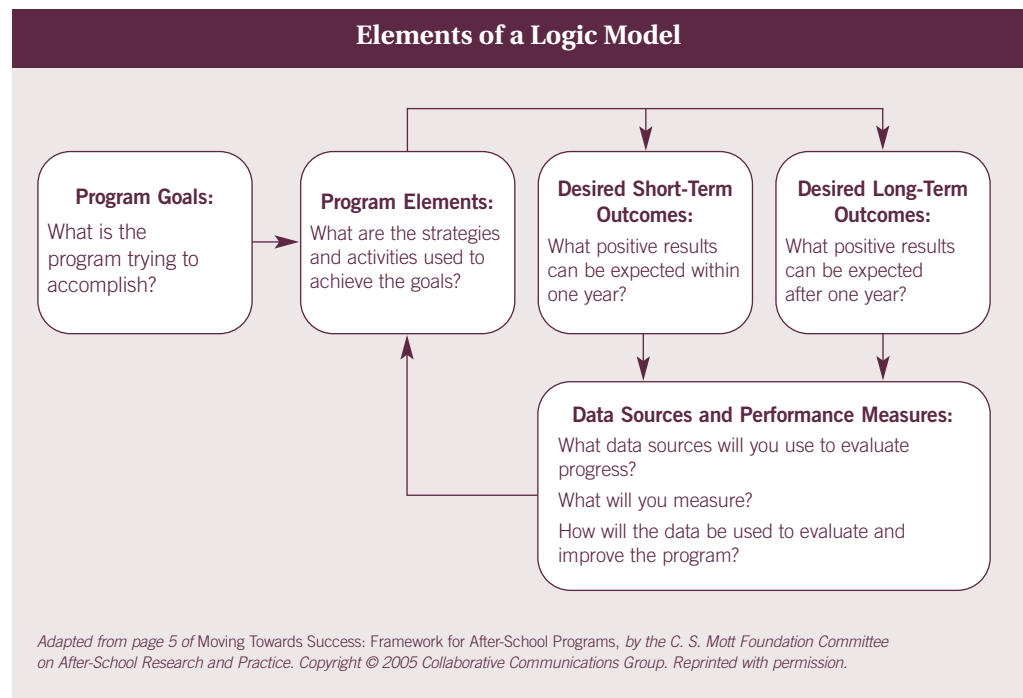 Elements of a Logic Model
Program Goals:
What is the
program trying to
accomplish?
Program Elements:
What are the strategies
and activities used to
achieve the goals?
Desired Short-Term
Outcomes:
What positive results
can be expected within
one year?
Desired Long-Term
Outcomes:
What positive results
can be expected
after one year?
Data Sources and Performance Measures:
What data sources will you use to evaluate
progress?
What will you measure?
How will the data be used to evaluate and
improve the program?
Adapted from page 5 of Moving Towards Success: Framework for After-School Programs, by the C. S. Mott Foundation Committee
on After-School Research and Practice. Copyright © 2005 Collaborative Communications Group. Reprinted with permission.